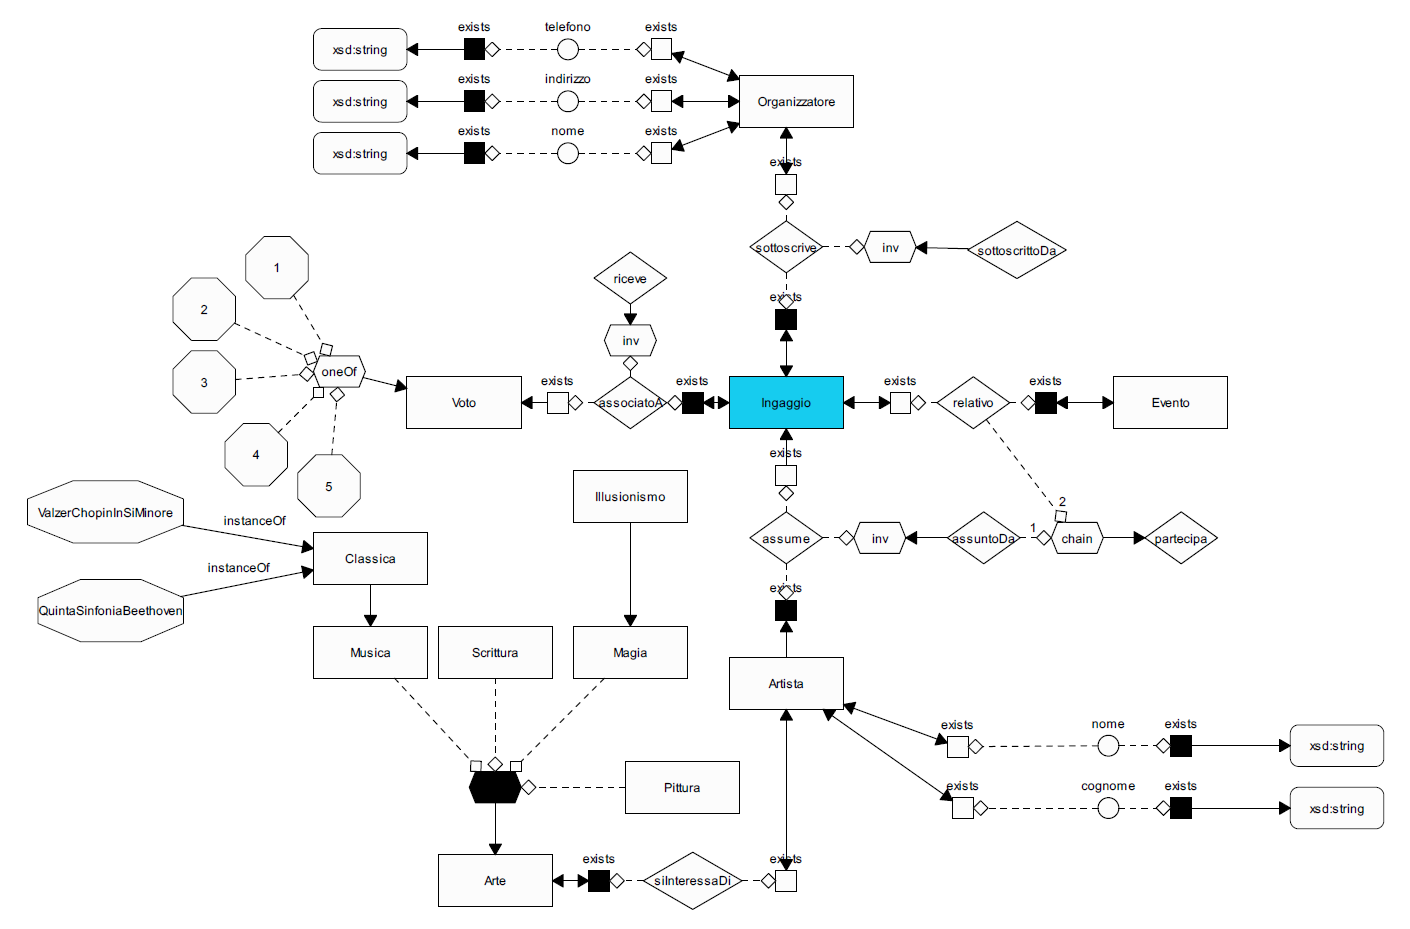 exists
telefono
exists
xsd:string
exists
indirizzo
exists
xsd:string
Organizzatore
exists
nome
exists
xsd:string
exists
sottoscrive
inv
sottoscrittoDa
1
riceve
2
exists
inv
oneOf
3
exists
exists
exists
exists
Voto
associatoA
Ingaggio
relativo
Evento
4
exists
5
Illusionismo
2
ValzerChopinInSiMinore
instanceOf
1
assume
inv
assuntoDa
chain
partecipa
Classica
instanceOf
exists
QuintaSinfoniaBeethoven
Musica
Scrittura
Magia
Artista
exists
nome
exists
xsd:string
Pittura
exists
cognome
exists
xsd:string
exists
exists
Arte
siInteressaDi